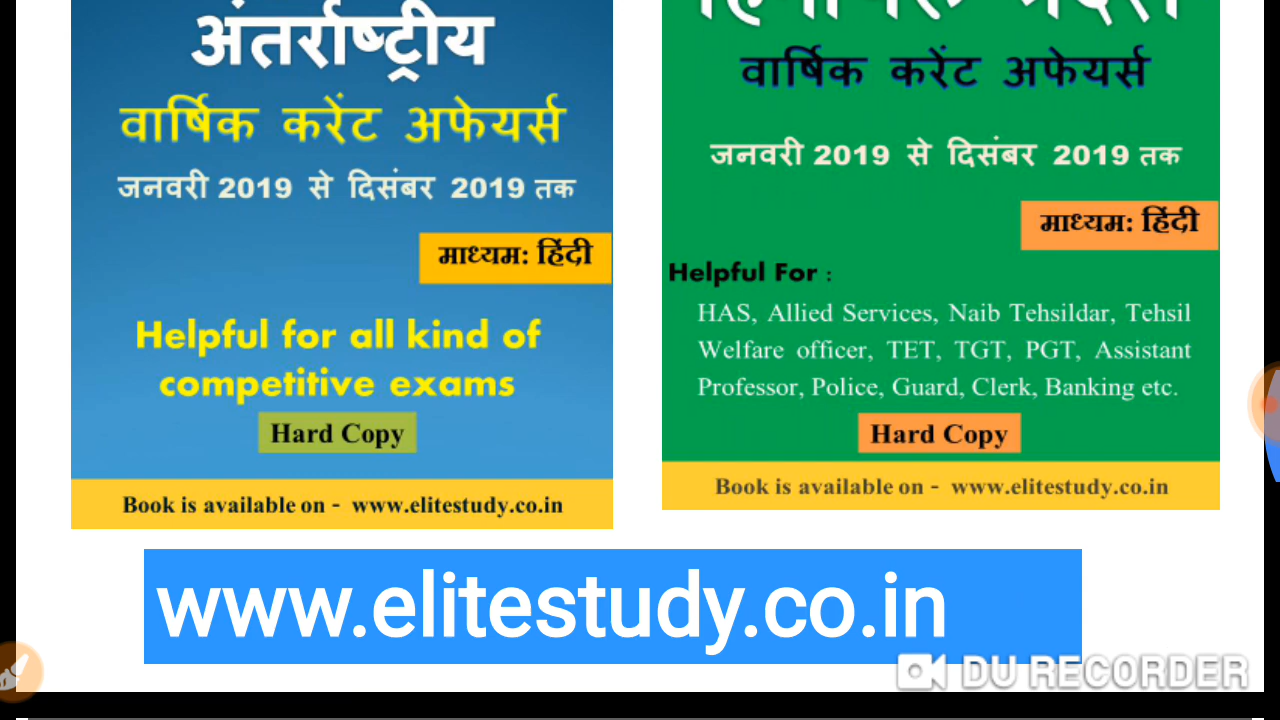 अंतर्राष्ट्रीय
वार्षिक करेंट अफेयर्स
जनवरी 2019 से दिसंबर 2019 तक
माध्यम: हिंदी
Helpful for all kind of
competitive exams
Hard Copy
Book is available on - www.elitestudy.co.in
हिमाचल प्रदेश
वार्षिक करेंट अफेयर्स
जनवरी 2019 से दिसंबर 2019 तक
माध्यम: हिंदी
Helpful For :
HAS, Allied Services, Naib Tehsildar, Tehsil
Welfare officer, TET, TGT, PGT, Assistant
Professor, Police, Guard, Clerk, Banking etc.
Hard Copy
Book is available on - www.elitestudy.co.in
www.elitestudy.co.in
DU RECORDER